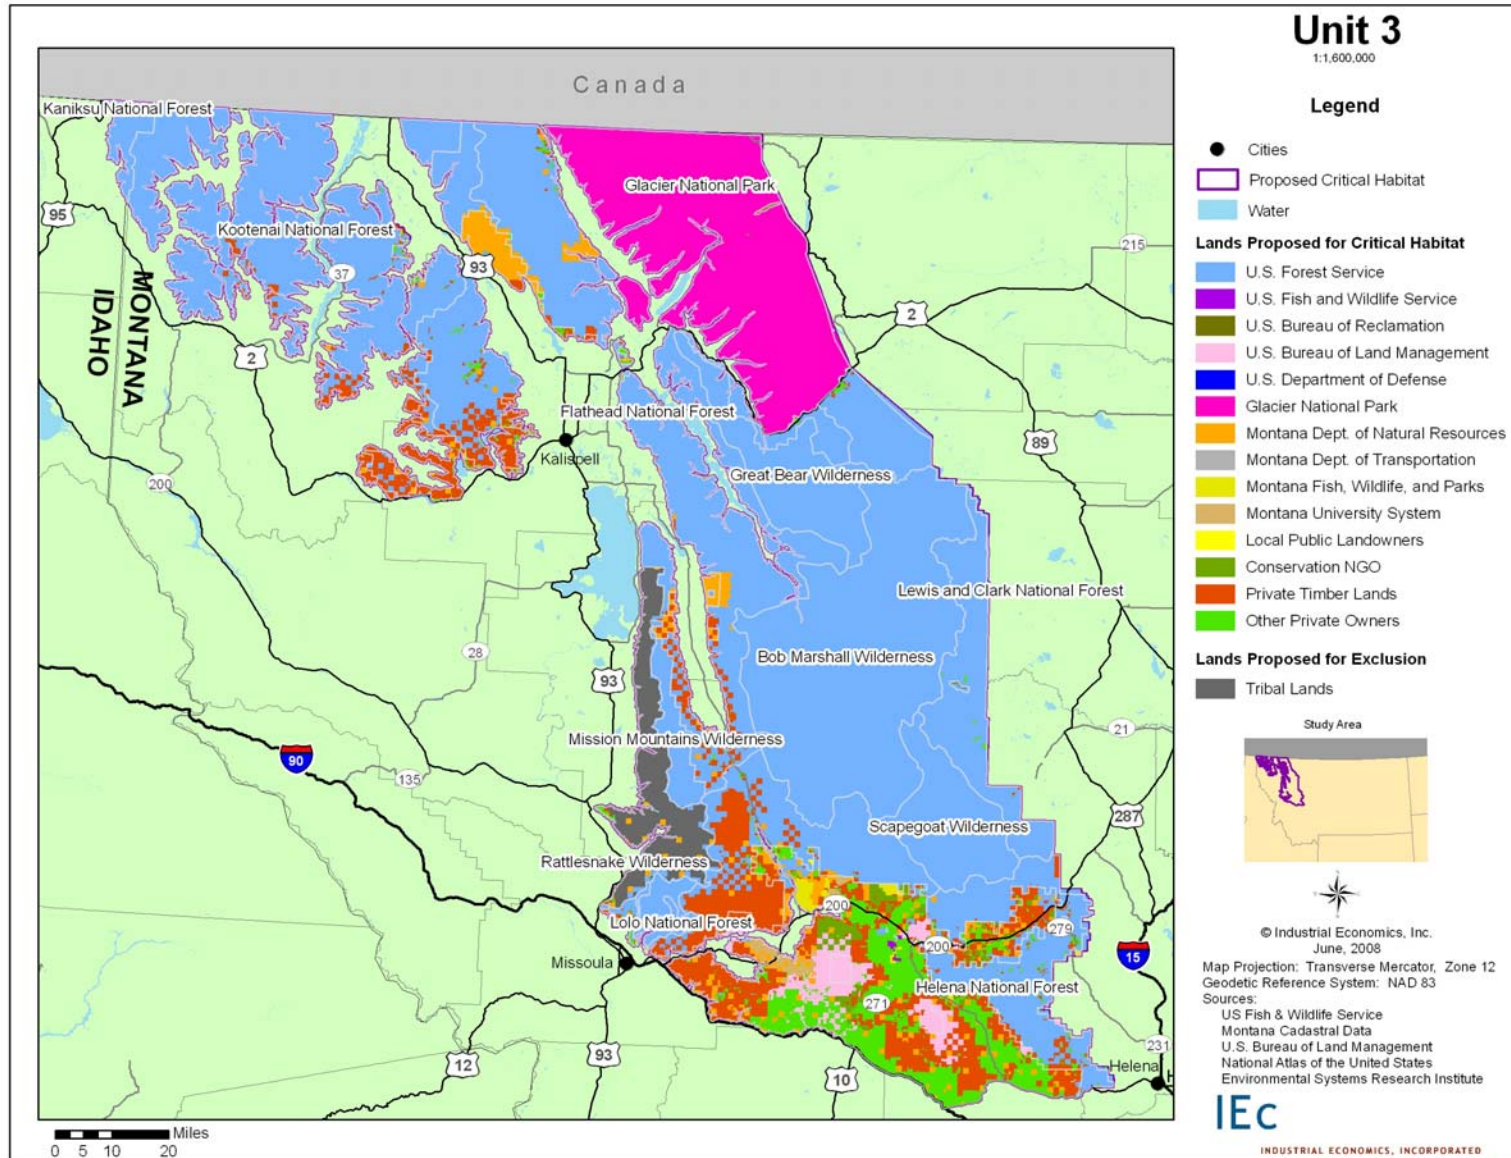 Unit 3
1:1,600,000
Canada
Kaniksu National Forest
Glacier National Park
95
Kootenai National Forest
215
37
93
MONTANA
IDAHO
2
2
Flathead National Forest
89
Kalispell
Great Bear Wilderness
200
Lewis and Clark National Forest
28
Bob Marshall Wilderness
93
21
Mission Mountains Wilderness
90
135
287
Scapegoat Wilderness
Rattlesnake Wilderness
200
Lolo National Forest
279
200
15
Missoula
Helena National Forest
271
231
93
12
Helena
H
10
Miles
0 5 10 20
Legend
Cities
Proposed Critical Habitat
Water
Lands Proposed for Critical Habitat
U.S. Forest Service
U.S. Fish and Wildlife Service
U.S. Bureau of Reclamation
U.S. Bureau of Land Management
U.S. Department of Defense
Glacier National Park
Montana Dept. of Natural Resources
Montana Dept. of Transportation
Montana Fish, Wildlife, and Parks
Montana University System
Local Public Landowners
Conservation NGO
Private Timber Lands
Other Private Owners
Lands Proposed for Exclusion
Tribal Lands
Study Area
© Industrial Economics, Inc.
June, 2008
Map Projection: Transverse Mercator, Zone 12
Geodetic Reference System: NAD 83
Sources:
US Fish & Wildlife Service
Montana Cadastral Data
U.S. Bureau of Land Management
National Atlas of the United States
Environmental Systems Research Institute
IEc
INDUSTRIAL ECONOMICS, INCORPORATED